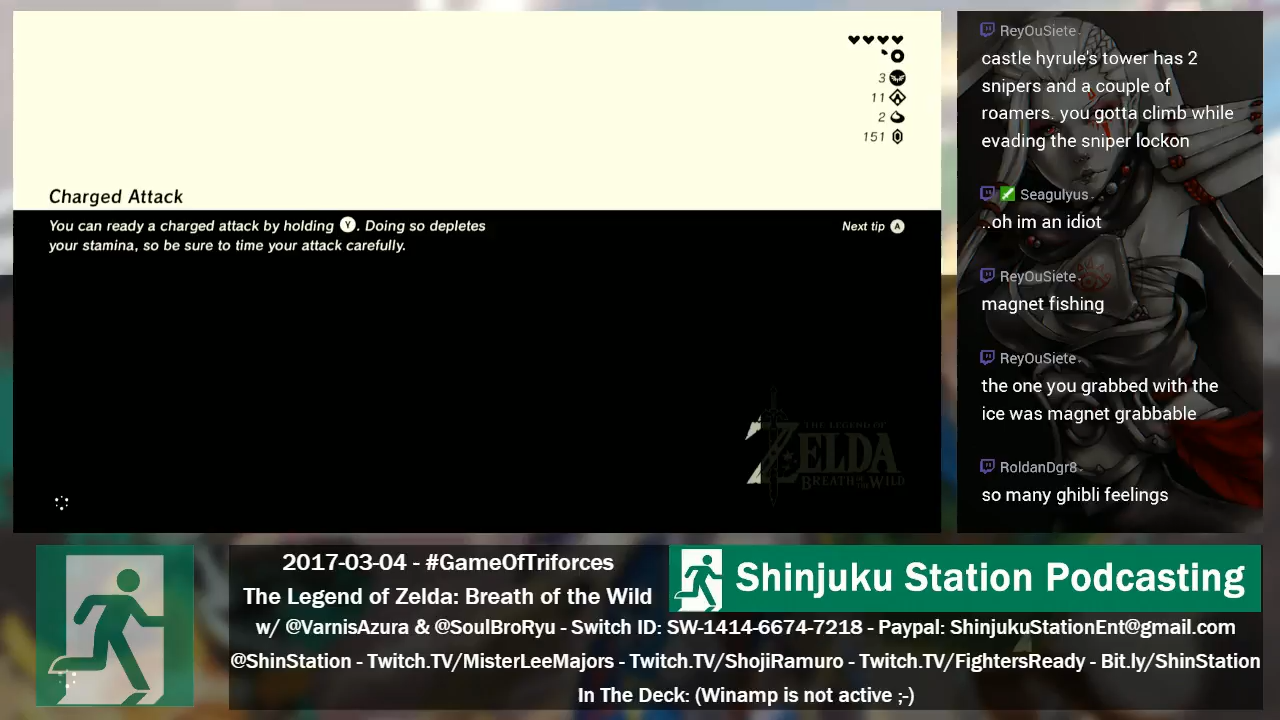 3
11
2
151
Charged Attack
You can ready a charged attack by holding Y. Doing so depletes
your stamina, so be sure to time your attack carefully.
Next tip A
THE LEGEND OF
ZELDA
BREATH OF THE WILD
ReyOuSiete
castle hyrule's tower has 2
snipers and a couple of
roamers. you gotta climb while
evading the sniper lockon
Seagulyus
..oh im an idiot
ReyOuSiete
magnet fishing
ReyOuSiete
the one you grabbed with the
ice was magnet grabbable
RoldanDgr8
so many ghibli feelings
2017-03-04 - #GameOfTriforces
The Legend of Zelda: Breath of the Wild
Shinjuku Station Podcasting
w/ @VarnisAzura & @SoulBroRyu - Switch ID: SW-1414-6674-7218 - Paypal: ShinjukuStationEnt@gmail.com
@ShinStation - Twitch.TV/MisterLeeMajors - Twitch.TV/ShojiRamuro - Twitch.TV/FightersReady - Bit.ly/ShinStation
In The Deck: (Winamp is not active ;-)